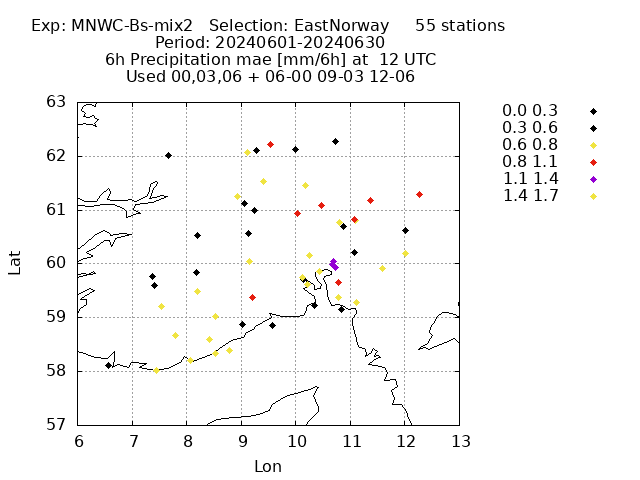 Exp: MNWC-Bs-mix2 Selection: EastNorway 55 stations
Period: 20240601-20240630
6h Precipitation mae [mm/6h] at 12 UTC
Used 00,03,06 + 06-00 09-03 12-06
0.0 0.3
0.3 0.6
0.6 0.8
0.8 1.1
1.1 1.4
1.4 1.7
63
62
61
60
59
58
57
Lat
6 7 8 9 10 11 12 13
Lon